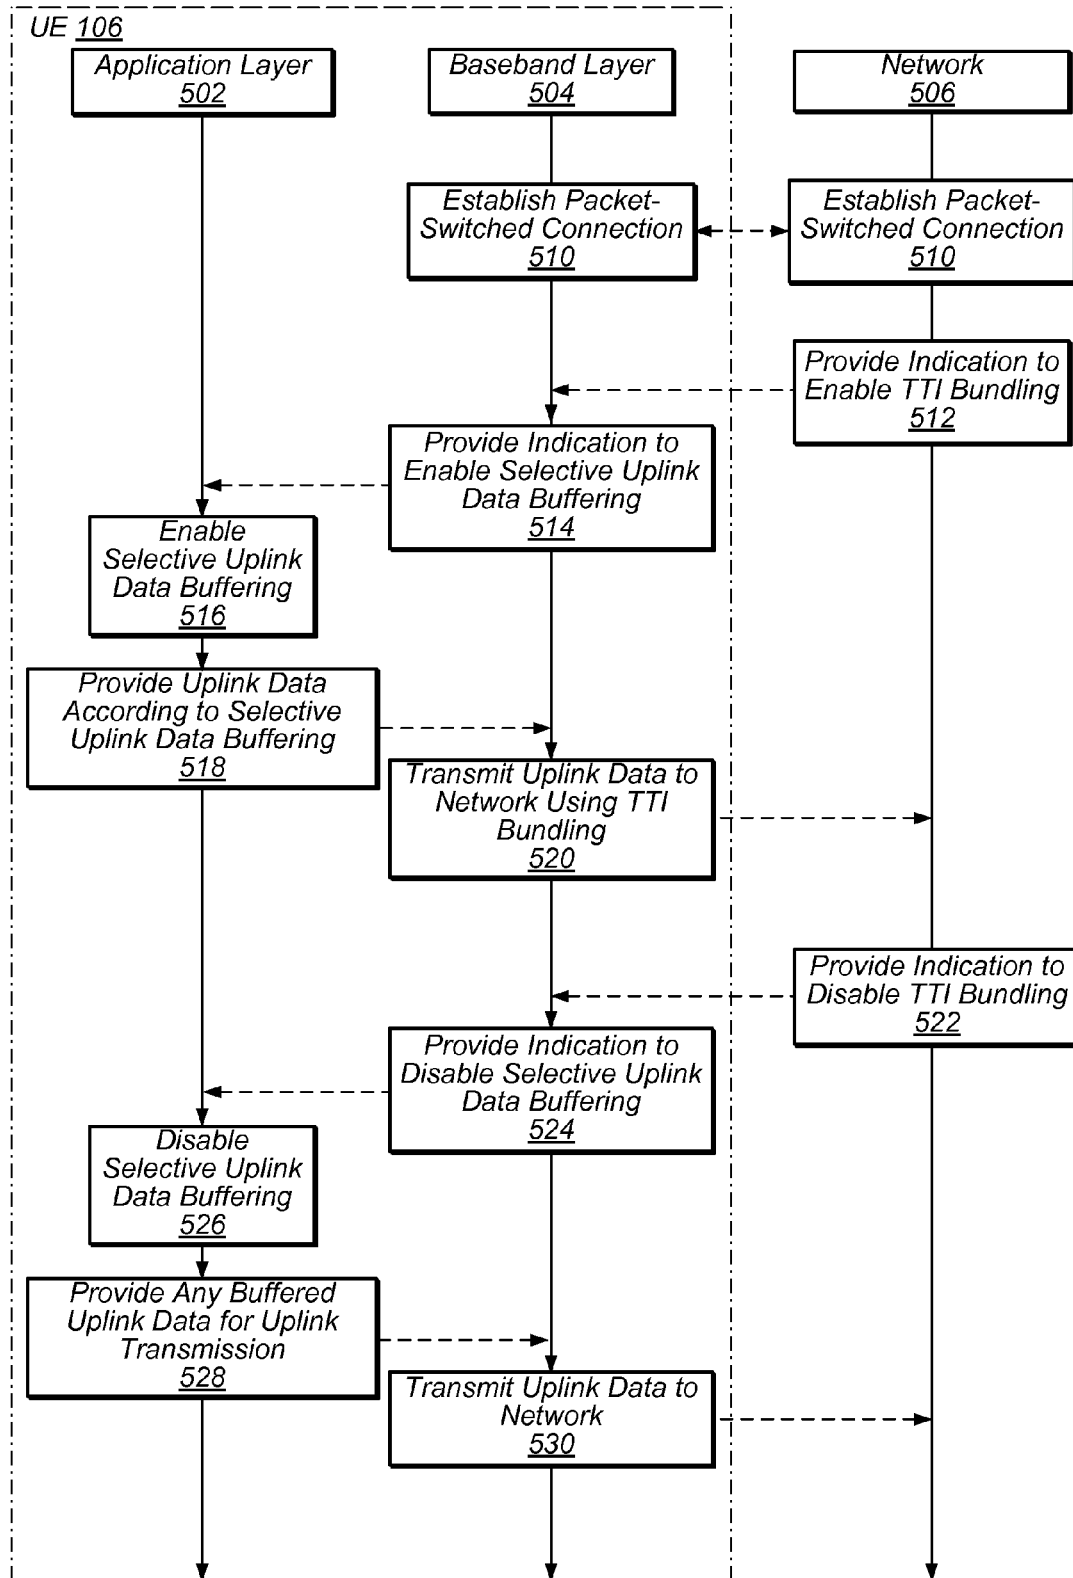 UE 106
Application Layer
502
Baseband Layer
504
Network
506
Establish Packet-
Switched Connection
510
Establish Packet-
Switched Connection
510
Provide Indication to
Enable TTI Bundling
512
Provide Indication to
Enable Selective Uplink
Data Buffering
514
Enable
Selective Uplink
Data Buffering
516
Provide Uplink Data
According to Selective
Uplink Data Buffering
518
Transmit Uplink Data to
Network Using TTI
Bundling
520
Provide Indication to
Disable TTI Bundling
522
Provide Indication to
Disable Selective Uplink
Data Buffering
524
Disable
Selective Uplink
Data Buffering
526
Provide Any Buffered
Uplink Data for Uplink
Transmission
528
Transmit Uplink Data to
Network
530